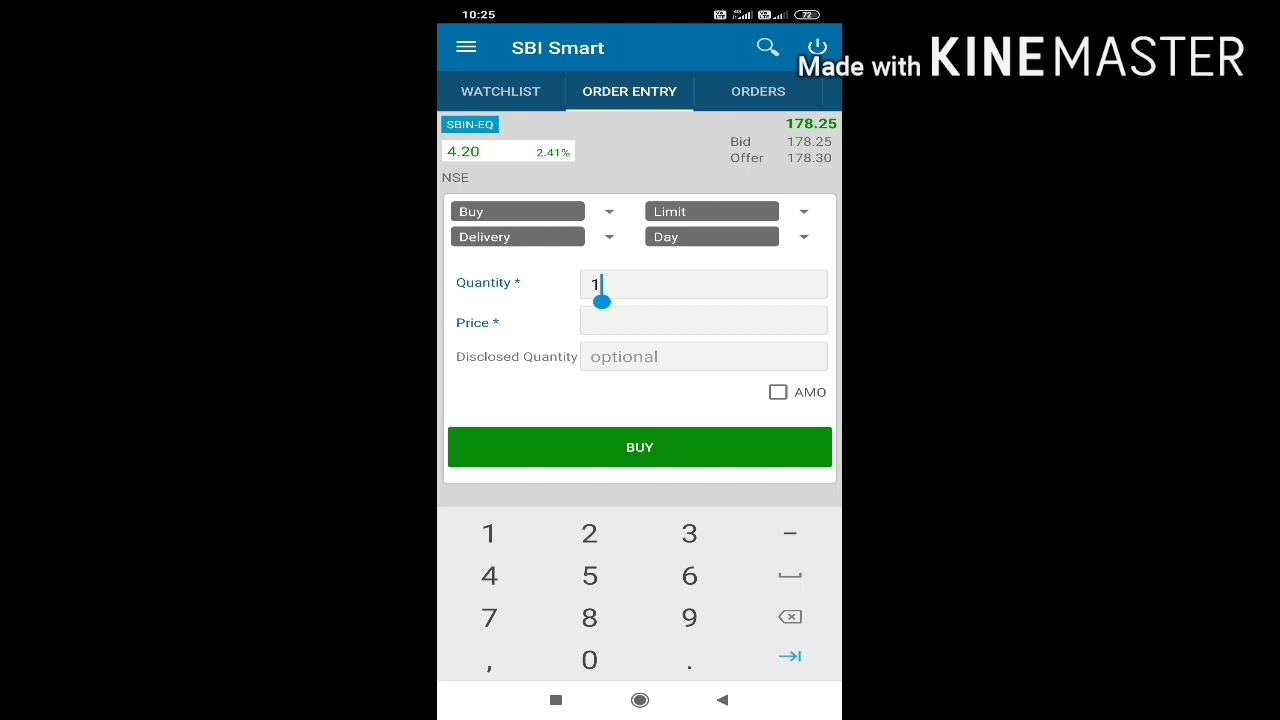 10:25
72
SBI Smart
Made with KINEMASTER
WATCHLIST ORDER ENTRY ORDERS
SBIN-EQ 178.25
Bid 178.25
4.20 2.41%
Offer 178.30
NSE
Buy Limit
Delivery Day
Quantity * 1
Price *
Disclosed Quantity optional
AMO
BUY
1 2 3 –
4 5 6
7 8 9
, 0 .